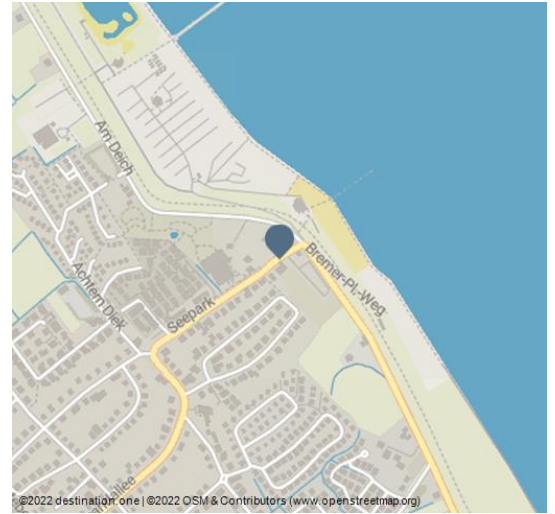 Am Deich
Achtern Diek
Seepark
Bremer-Pl.-Weg
©2022 destination.one | ©2022 OSM & Contributors (www.openstreetmap.org)